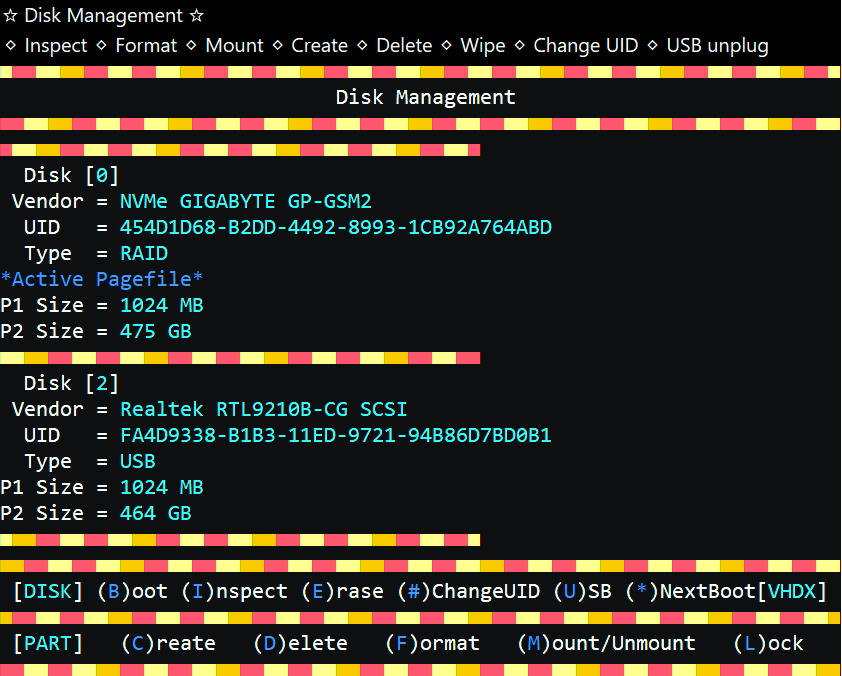 ☆ Disk Management ☆
⋄ Inspect ⋄ Format ⋄ Mount ⋄ Create ⋄ Delete ⋄ Wipe ⋄ Change UID ⋄ USB unplug
Disk Management
Disk [0]
Vendor = NVMe GIGABYTE GP-GSM2
UID = 454D1D68-B2DD-4492-8993-1CB92A764ABD
Type = RAID
*Active Pagefile*
P1 Size = 1024 MB
P2 Size = 475 GB
Disk [2]
Vendor = Realtek RTL9210B-CG SCSI
UID = FA4D9338-B1B3-11ED-9721-94B86D7BD0B1
Type = USB
P1 Size = 1024 MB
P2 Size = 464 GB
[DISK] (B)oot (I)nspect (E)rase (#)ChangeUID (U)SB (*)NextBoot[VHDX]
[PART] (C)reate (D)elete (F)ormat (M)ount/Unmount (L)ock